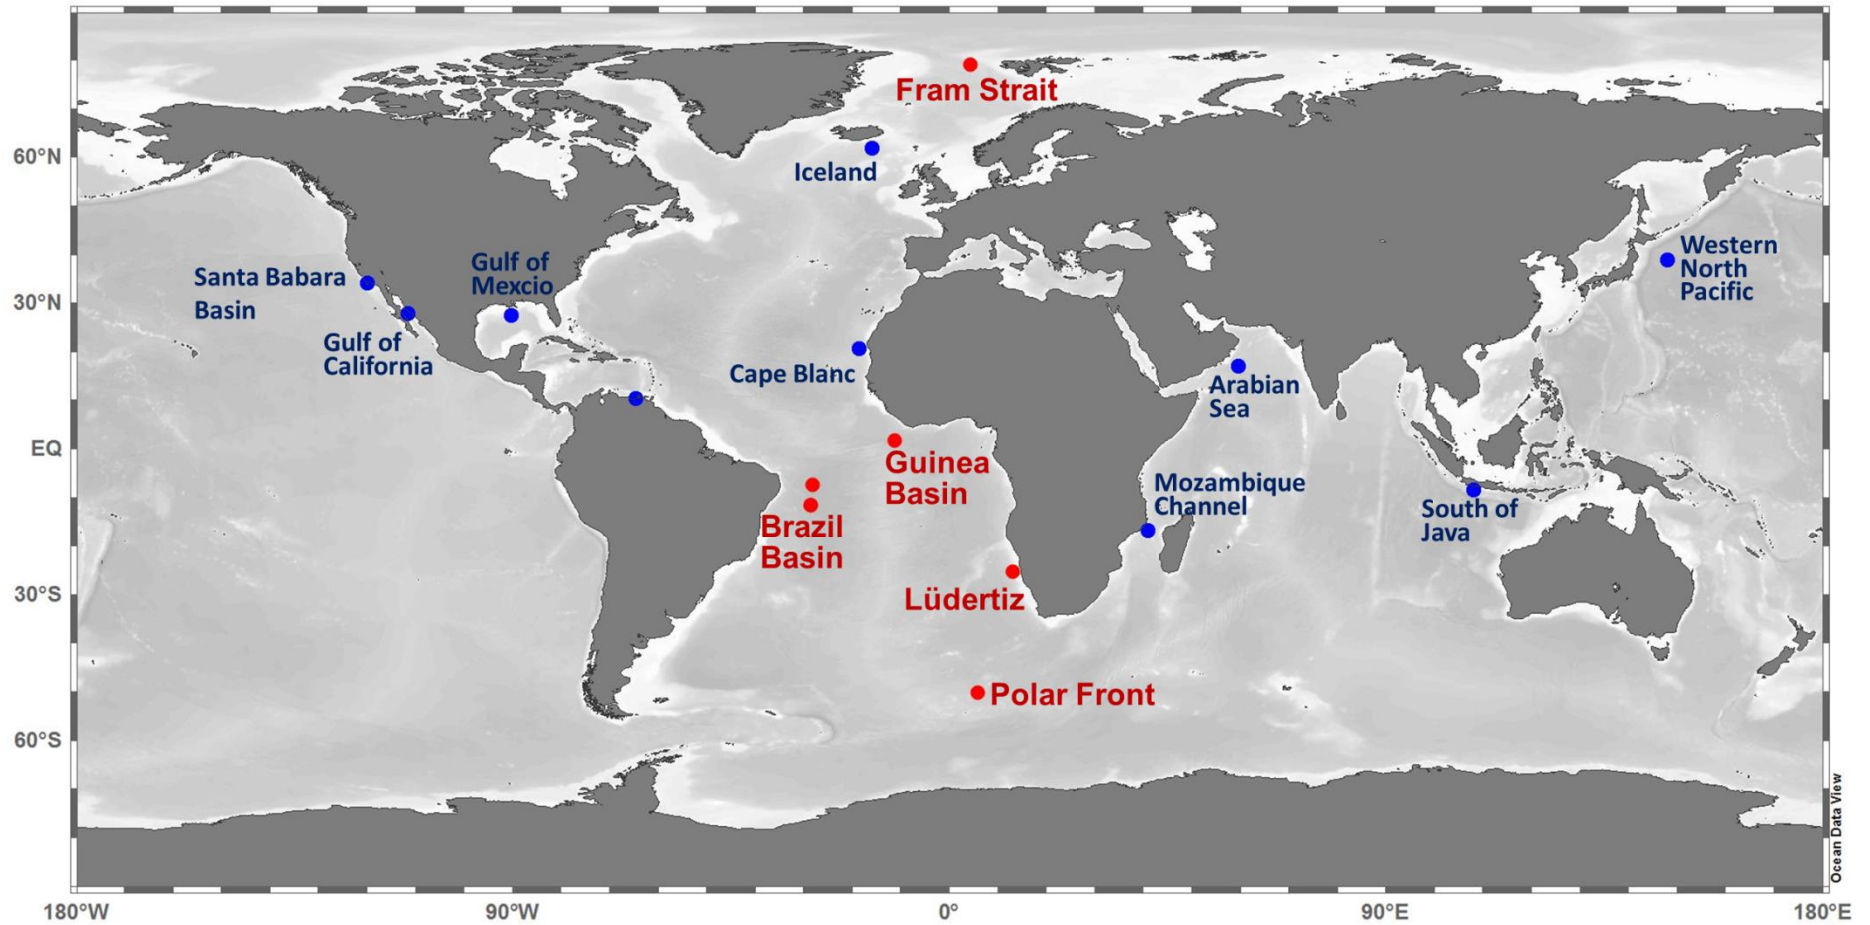 Fram Strait
60°N
Iceland
Santa Babara
Basin
Gulf of
Mexcio
Western
North
Pacific
30°N
Gulf of
California
Cape Blanc
Arabian
Sea
EQ
Guinea
Basin
Mozambique
Channel
South of
Java
Brazil
Basin
30°S
Lüdertiz
Polar Front
60°S
Ocean Data View
180°W
90°W
0°
90°E
180°E